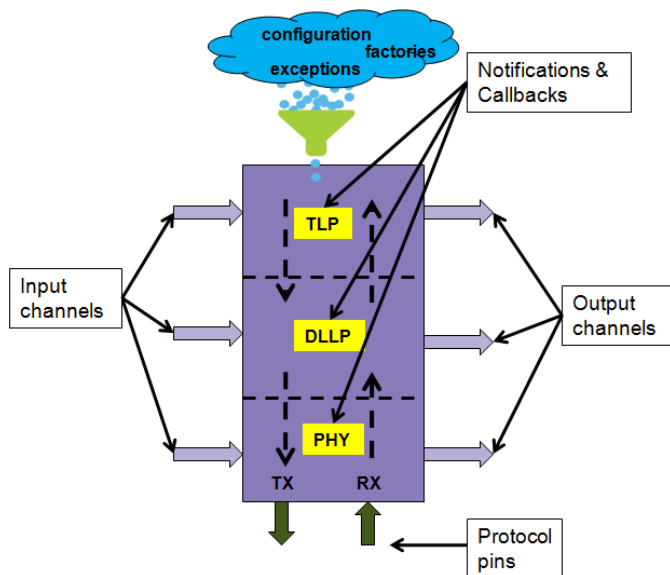 configuration
factories
exceptions
Notifications &
Callbacks
TLP
Input
channels
Output
channels
DLLP
PHY
TX
RX
Protocol
pins